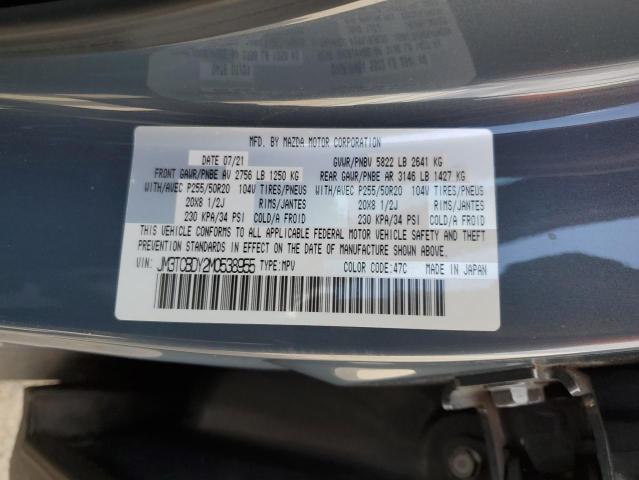 MFD. BY MAZDA MOTOR CORPORATION
DATE 07/21 GVWR/PNBV 5822 LB 2641 KG
FRONT GAWR/PNBE AV 2756 LB 1250 KG REAR GAWR/PNBE AR 3146 LB 1427 KG
WITH/AVEC P255/50R20 104V TIRES/PNEUS WITH/AVEC P255/50R20 104V TIRES/PNEUS
20X8 1/2J RIMS/JANTES 20X8 1/2J RIMS/JANTES
230 KPA/34 PSI COLD/A FROID 230 KPA/34 PSI COLD/A FROID
THIS VEHICLE CONFORMS TO ALL APPLICABLE FEDERAL MOTOR VEHICLE SAFETY AND THEFT
PREVENTION STANDARDS IN EFFECT ON THE DATE OF MANUFACTURE SHOWN ABOVE.
VIN: JM3TCBDY2M0538955 TYPE:MPV COLOR CODE:47C MADE IN JAPAN